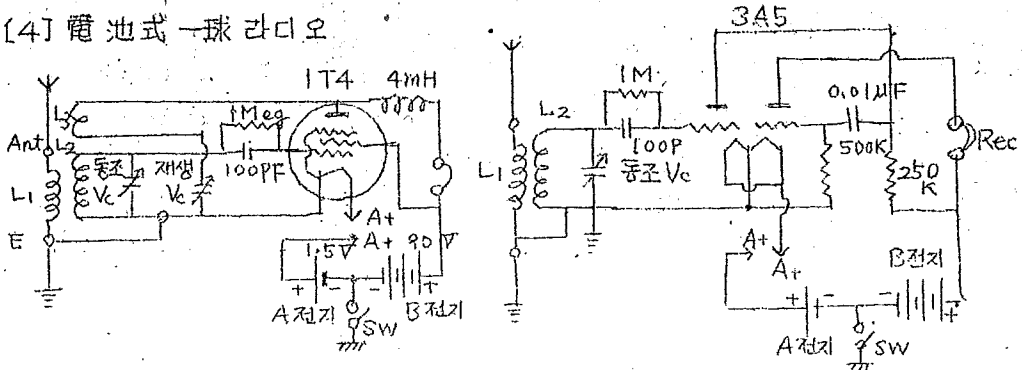 [4] 電池式 一球 라디오
1T4
4mH
1Meg
L3
Ant
L2
동조
Vc
재생
Vc
100PF
L1
E
A+
A+
1.5V
90V
+ - - +
A전지
B전지
SW
3A5
1M
0.01μF
L2
100P
500K
Rec
L1
동조 Vc
250
K
A+
A+
B전지
+ - - +
A전지
SW